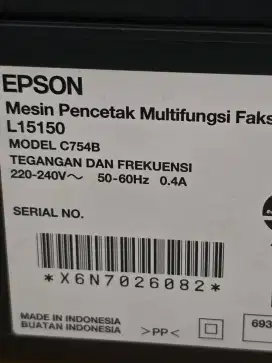 EPSON
Mesin Pencetak Multifungsi Faks
L15150
MODEL C754B
TEGANGAN DAN FREKUENSI
220-240V～ 50-60Hz 0.4A
SERIAL NO.
*X6N7026082*
MADE IN INDONESIA
BUATAN INDONESIA
>PP<
693